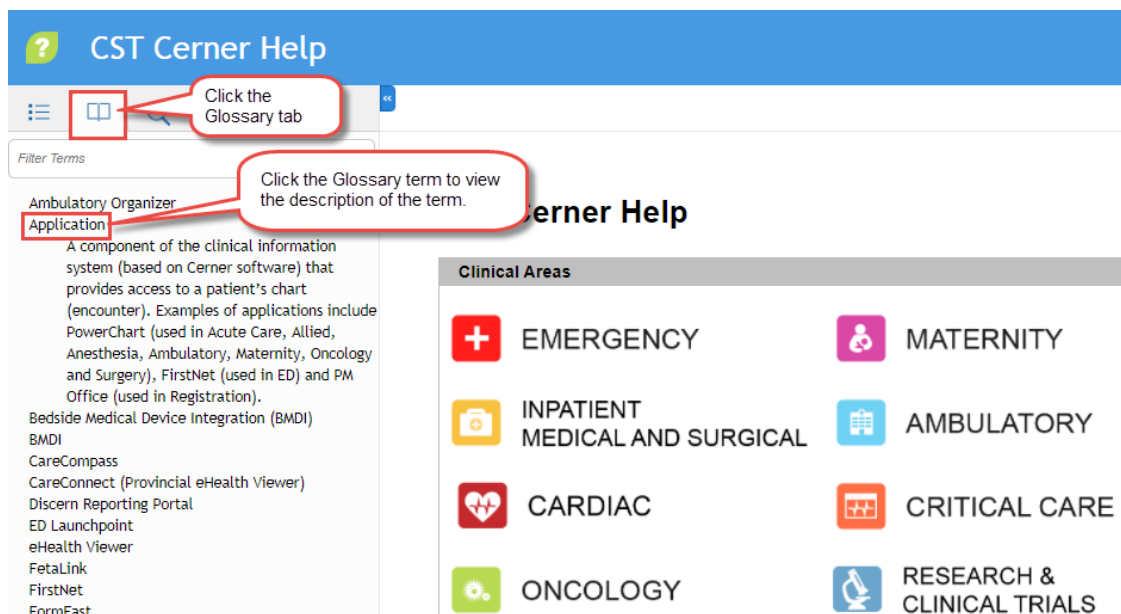 CST Cerner Help
Click the
Glossary tab
Filter Terms
Click the Glossary term to view
the description of the term.
Ambulatory Organizer
Application
A component of the clinical information
system (based on Cerner software) that
provides access to a patient's chart
(encounter). Examples of applications include
PowerChart (used in Acute Care, Allied,
Anesthesia, Ambulatory, Maternity, Oncology
and Surgery), FirstNet (used in ED) and PM
Office (used in Registration).
Bedside Medical Device Integration (BMDI)
BMDI
CareCompass
CareConnect (Provincial eHealth Viewer)
Discern Reporting Portal
ED Launchpoint
eHealth Viewer
FetaLink
FirstNet
FormFast
Cerner Help
Clinical Areas
EMERGENCY
MATERNITY
INPATIENT
MEDICAL AND SURGICAL
AMBULATORY
CARDIAC
CRITICAL CARE
ONCOLOGY
RESEARCH &
CLINICAL TRIALS